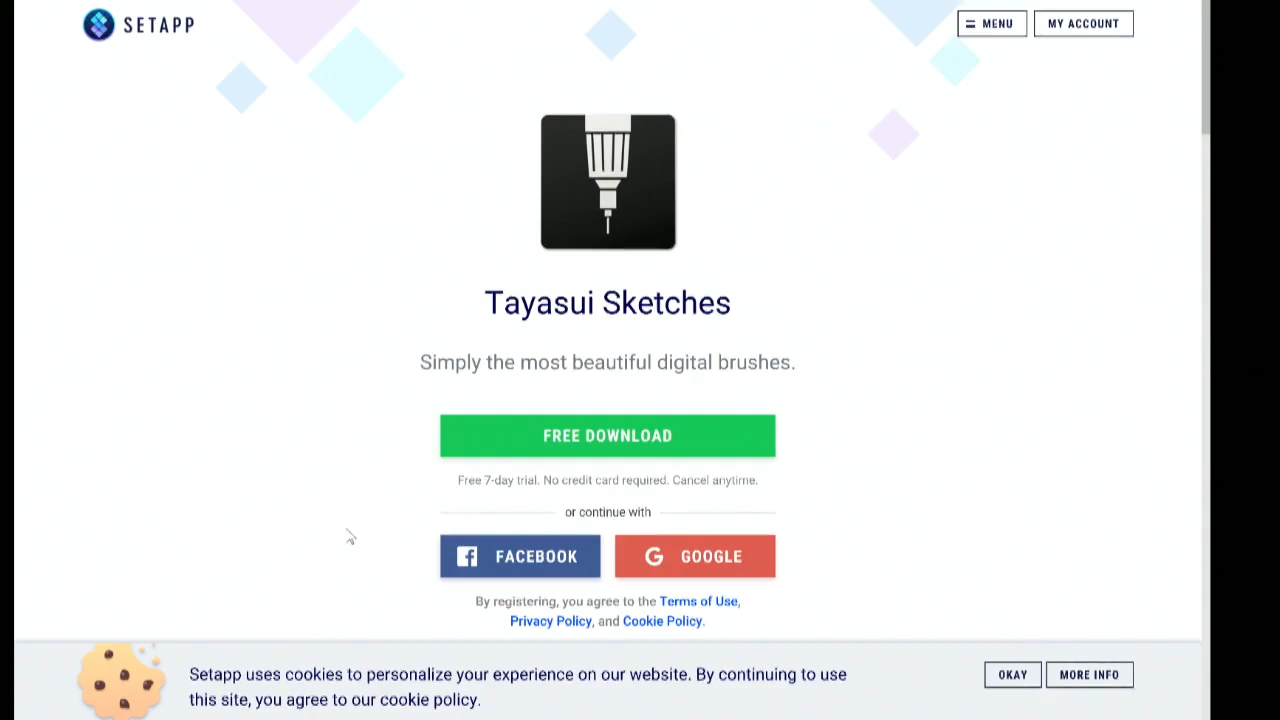 SETAPP
MENU
MY ACCOUNT
Tayasui Sketches
Simply the most beautiful digital brushes.
FREE DOWNLOAD
Free 7-day trial. No credit card required. Cancel anytime.
or continue with
FACEBOOK
GOOGLE
By registering, you agree to the Terms of Use,
Privacy Policy, and Cookie Policy.
Setapp uses cookies to personalize your experience on our website. By continuing to use
this site, you agree to our cookie policy.
OKAY
MORE INFO